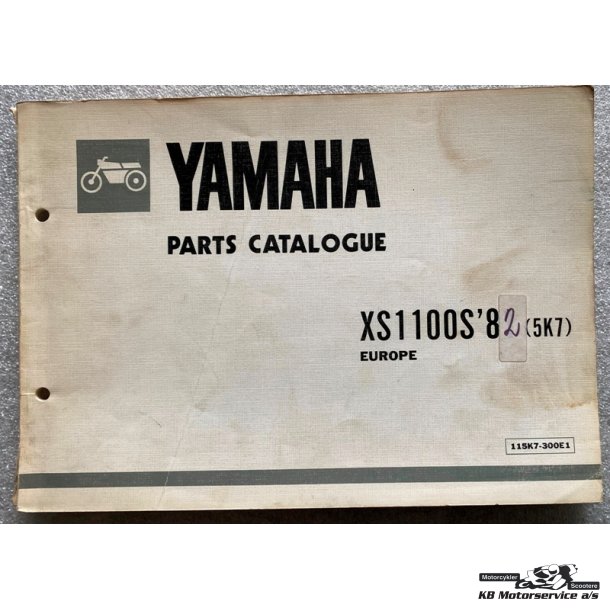 YAMAHA
PARTS CATALOGUE
XS1100S'82 (5K7)
EUROPE
115K7-300E1
Motorcykler
Scootere
KB Motorservice a/s